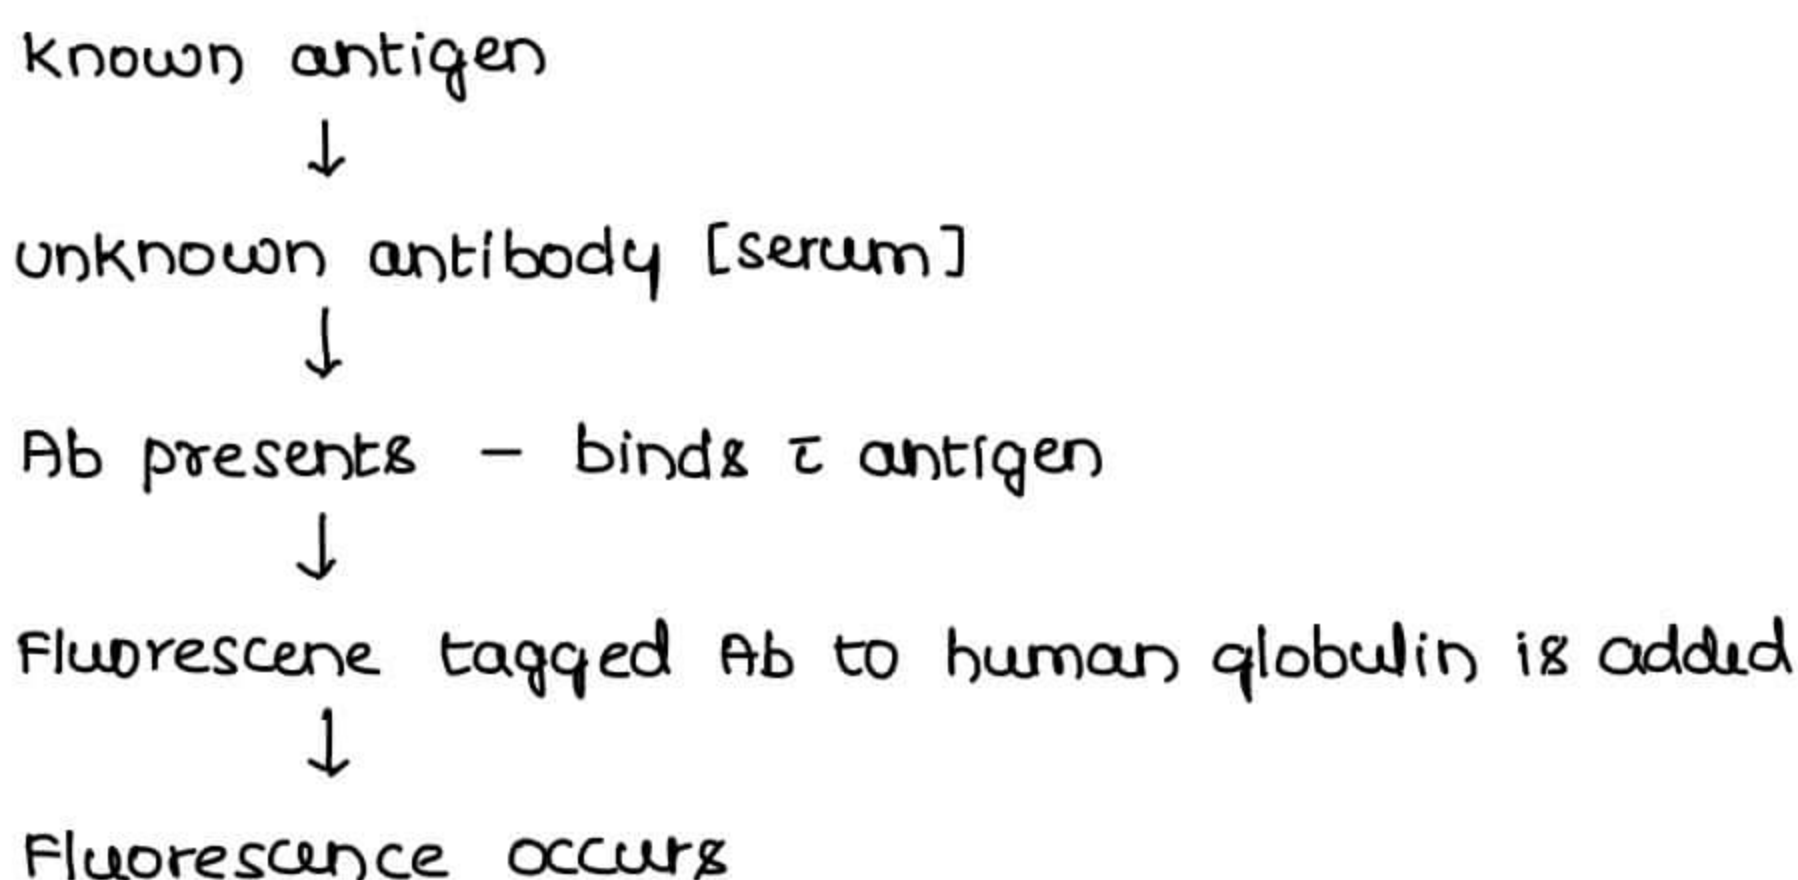 Known antigen
↓
unknown antibody [serum]
↓
Ab presents - binds c̄ antigen
↓
Fluorescene tagged Ab to human globulin is added
↓
Fluorescence occurs